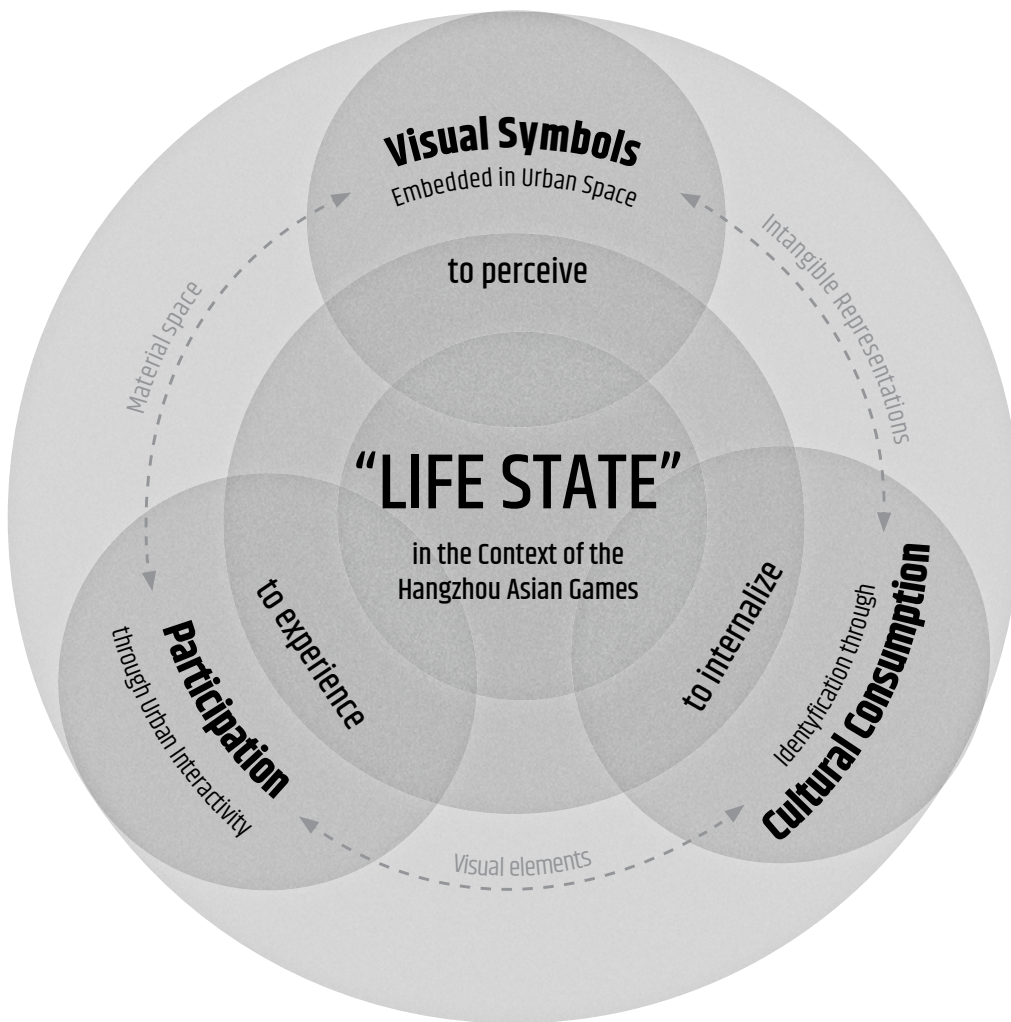 Visual Symbols
Embedded in Urban Space
to perceive
Material space
Intangible Representations
“LIFE STATE”
in the Context of the
Hangzhou Asian Games
to experience
Participation
through Urban Interactivity
to internalize
Identyfication through
Cultural Consumption
Visual elements